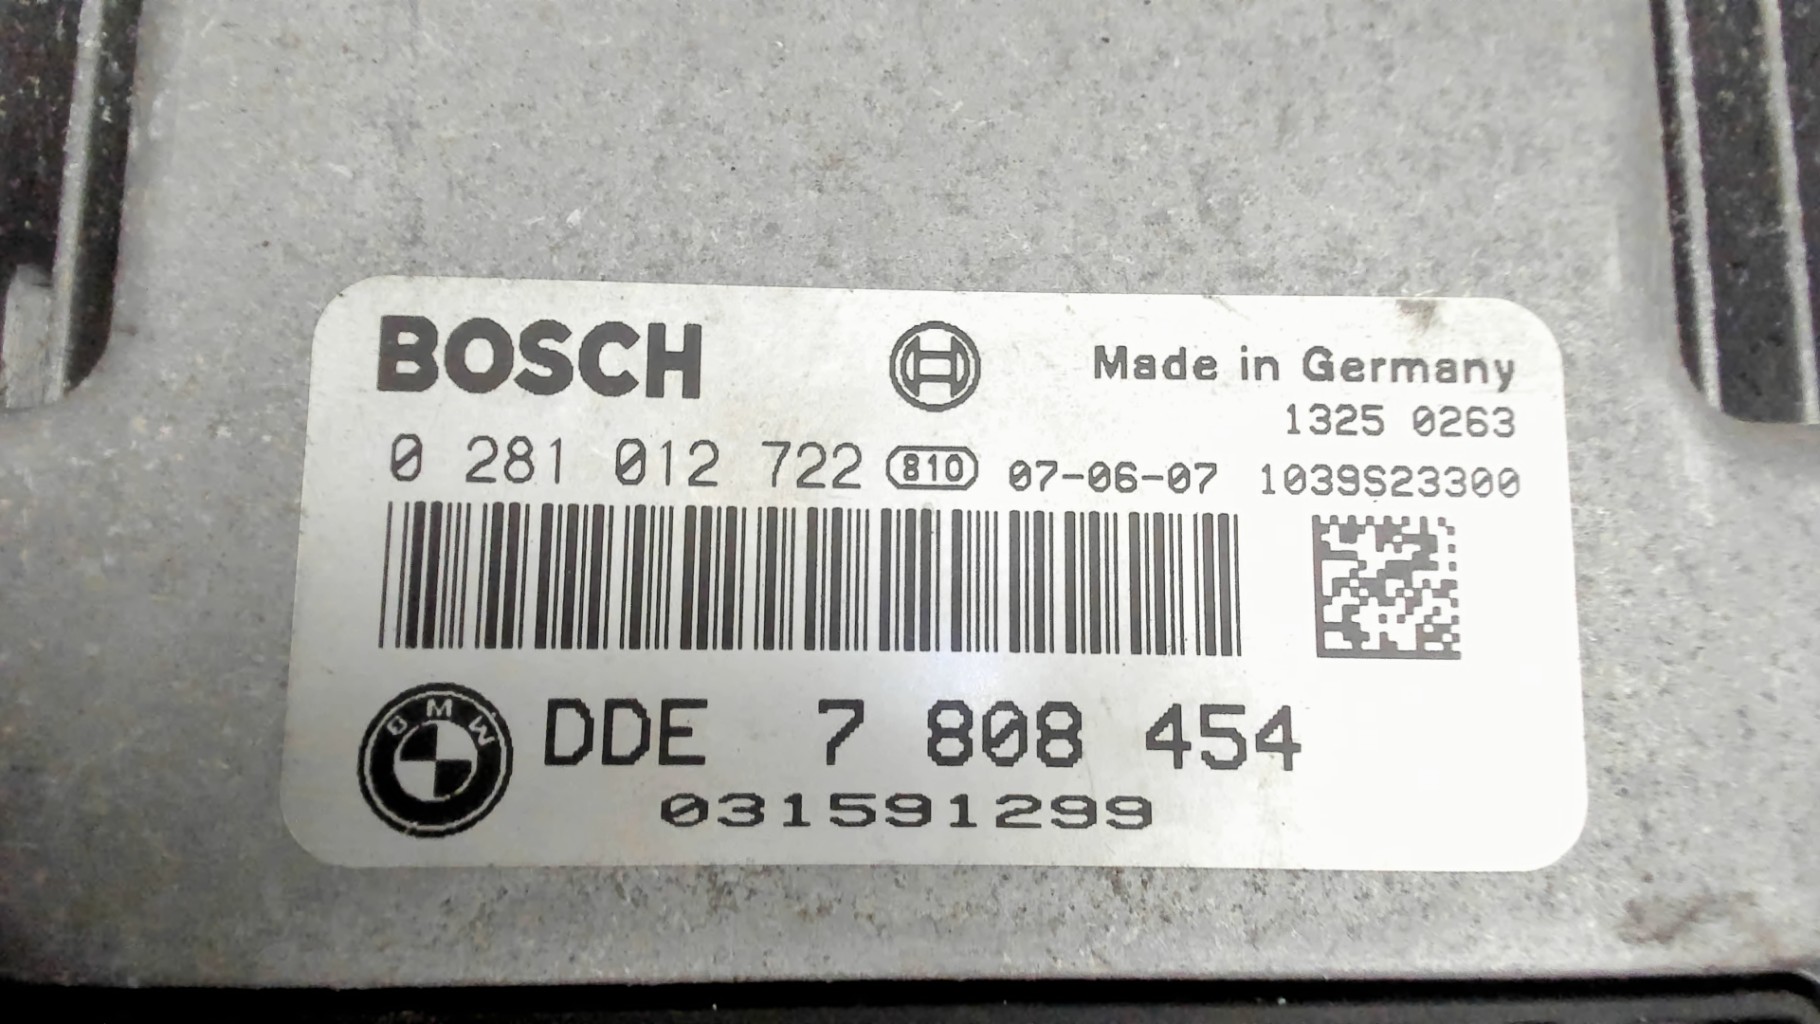 BOSCH
Made in Germany
1325 0263
0 281 012 722 810 07-06-07 1039S23300
BMW
DDE 7 808 454
031591299